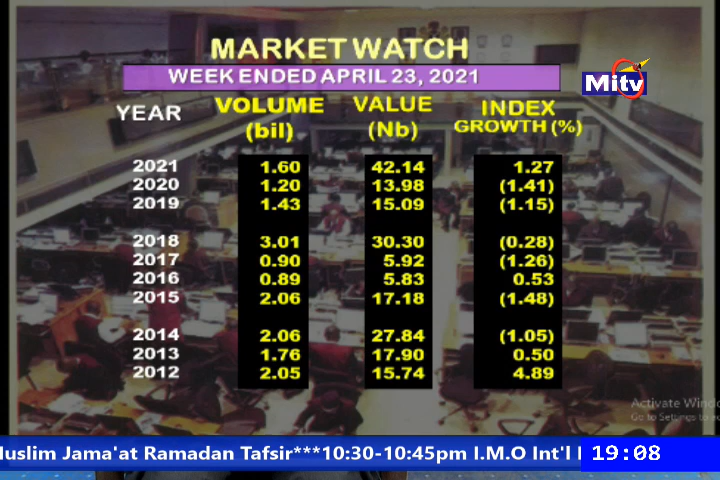 MARKET WATCH
WEEK ENDED APRIL 23, 2021
Mitv
YEAR VOLUME (bil) VALUE (Nb) INDEX GROWTH (%)
2021 1.60 42.14 1.27
2020 1.20 13.98 (1.41)
2019 1.43 15.09 (1.15)
2018 3.01 30.30 (0.28)
2017 0.90 5.92 (1.26)
2016 0.89 5.83 0.53
2015 2.06 17.18 (1.48)
2014 2.06 27.84 (1.05)
2013 1.76 17.90 0.50
2012 2.05 15.74 4.89
Activate Windo
Go to Settings to a
Muslim Jama'at Ramadan Tafsir***10:30-10:45pm I.M.O Int'l
19:08